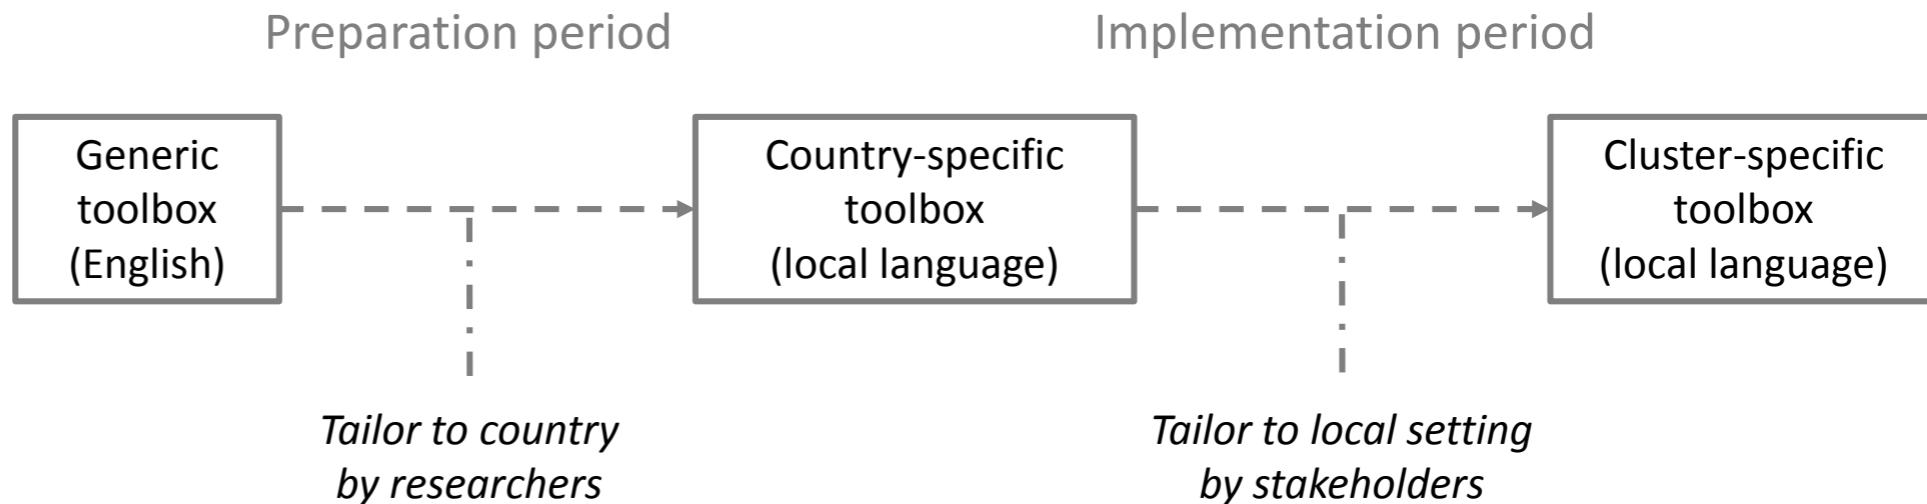 Preparation period
Implementation period
Generic
toolbox
(English)
Country-specific
toolbox
(local language)
Cluster-specific
toolbox
(local language)
Tailor to country
by researchers
Tailor to local setting
by stakeholders